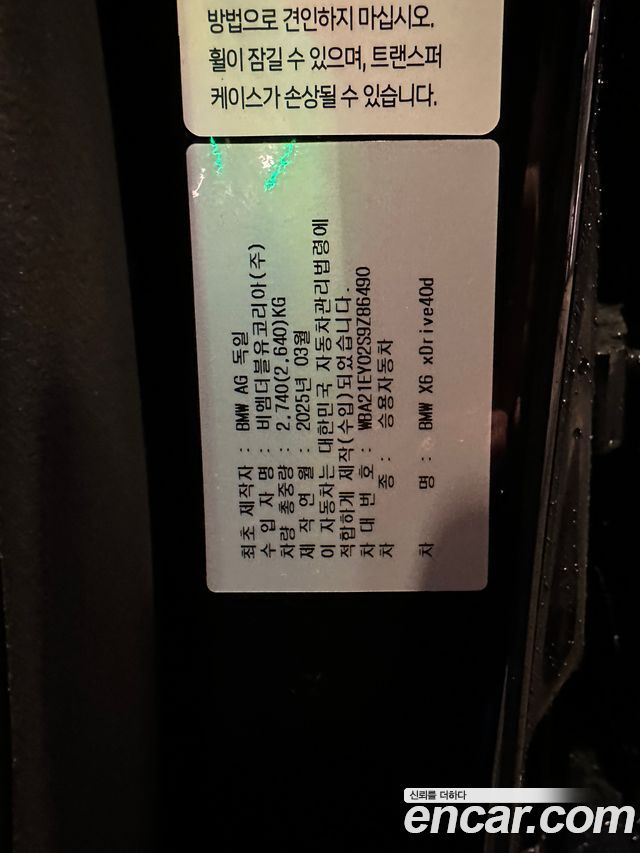 방법으로 견인하지 마십시오.
휠이 잠길 수 있으며, 트랜스퍼
케이스가 손상될 수 있습니다.
최초 제작자 : BMW AG 독일
수입자명 : 비엠더블유코리아(주)
차량 총중량 : 2,740(2,640)KG
제작연월 : 2025년 03월
이 자동차는 대한민국 자동차관리법령에
적합하게 제작(수입)되었습니다.
차대번호 : WBA21EY02S9Z86490
차 종 : 승용자동차
차 명 : BMW X6 xDrive40d
신뢰를 더하다
encar.com